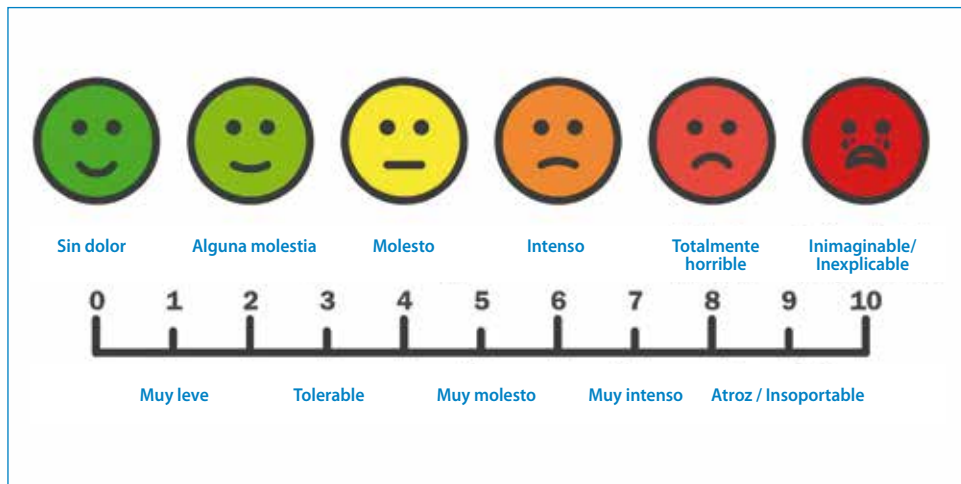 Sin dolor Alguna molestia Molesto Intenso Totalmente horrible Inimaginable/ Inexplicable
0 1 2 3 4 5 6 7 8 9 10
Muy leve Tolerable Muy molesto Muy intenso Atroz / Insoportable